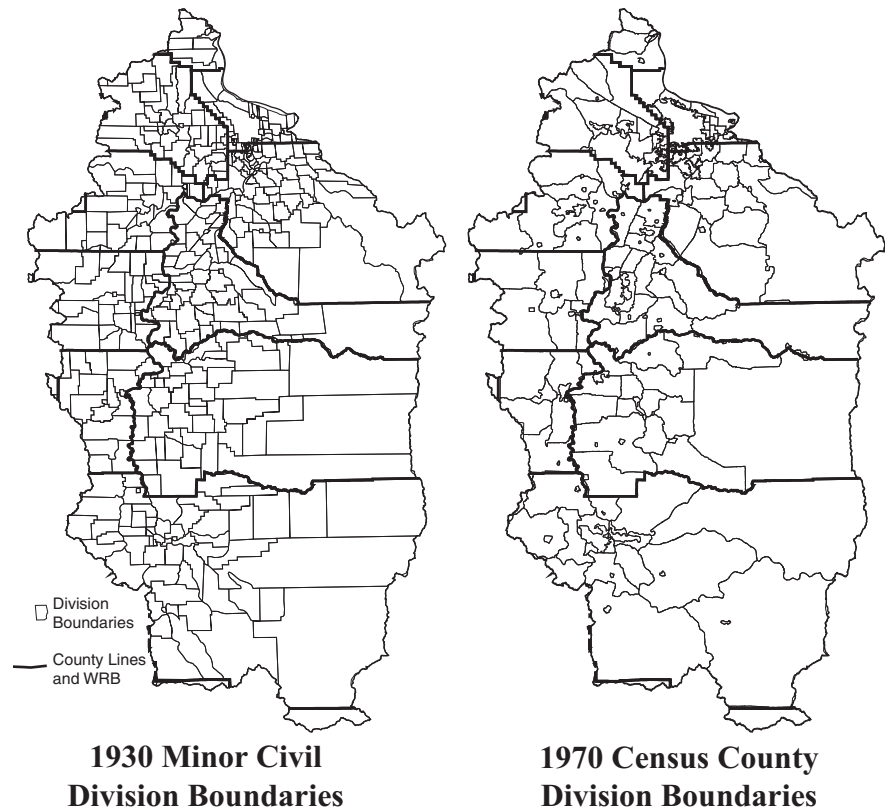 Division
Boundaries
County Lines
and WRB
1930 Minor Civil
Division Boundaries
1970 Census County
Division Boundaries